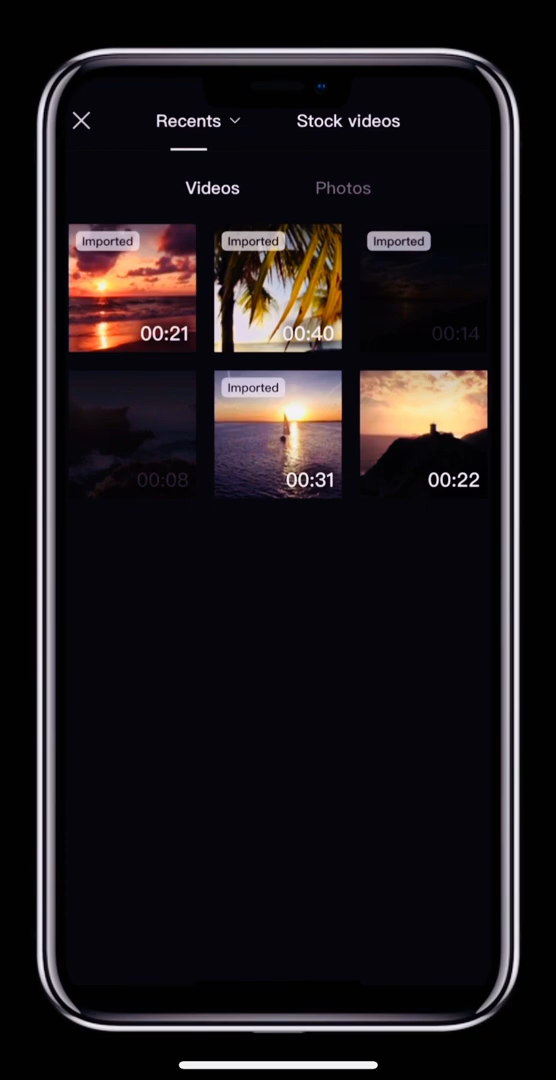 Recents Stock videos
Videos Photos
Imported Imported Imported
00:21 00:40 00:14
Imported
00:08 00:31 00:22